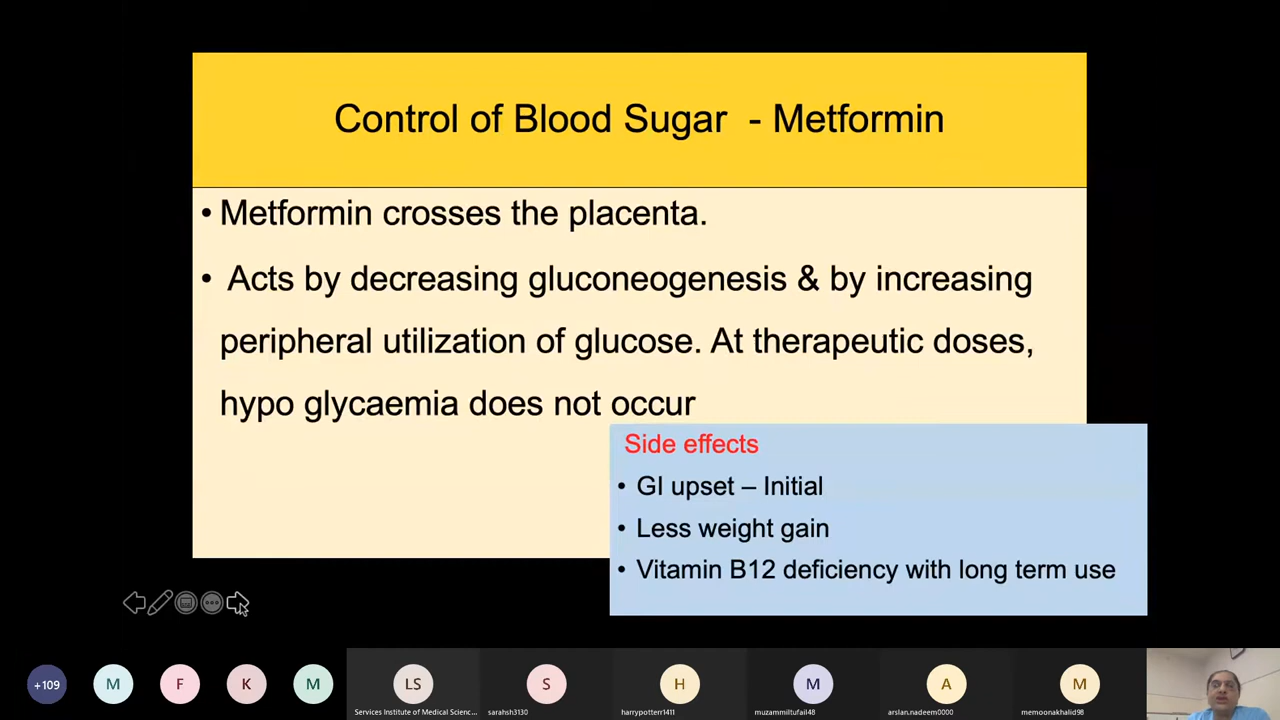 Control of Blood Sugar - Metformin
• Metformin crosses the placenta.
• Acts by decreasing gluconeogenesis & by increasing
peripheral utilization of glucose. At therapeutic doses,
hypo glycaemia does not occur
Side effects
• GI upset – Initial
• Less weight gain
• Vitamin B12 deficiency with long term use
+109
M
F
K
M
LS
S
H
M
A
M
Services Institute of Medical Scienc...
sarahsh3130
harrypotterr1411
muzammiltufail48
arslan.nadeem0000
memoonakhalid98